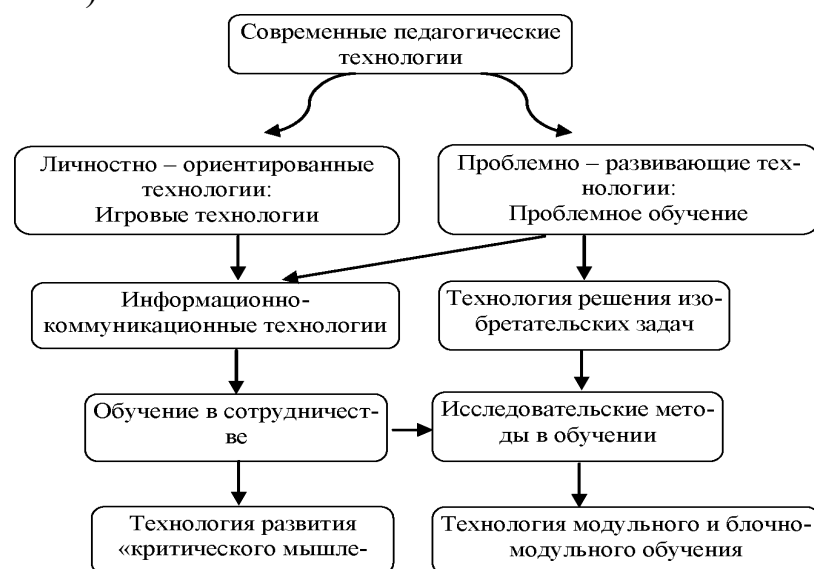 )
Современные педагогические
технологии
Личностно – ориентированные
технологии:
Игровые технологии
Проблемно – развивающие тех-
нологии:
Проблемное обучение
Информационно-
коммуникационные технологии
Технология решения изо-
бретательских задач
Обучение в сотрудничест-
ве
Исследовательские мето-
ды в обучении
Технология развития
«критического мышле-
Технология модульного и блочно-
модульного обучения